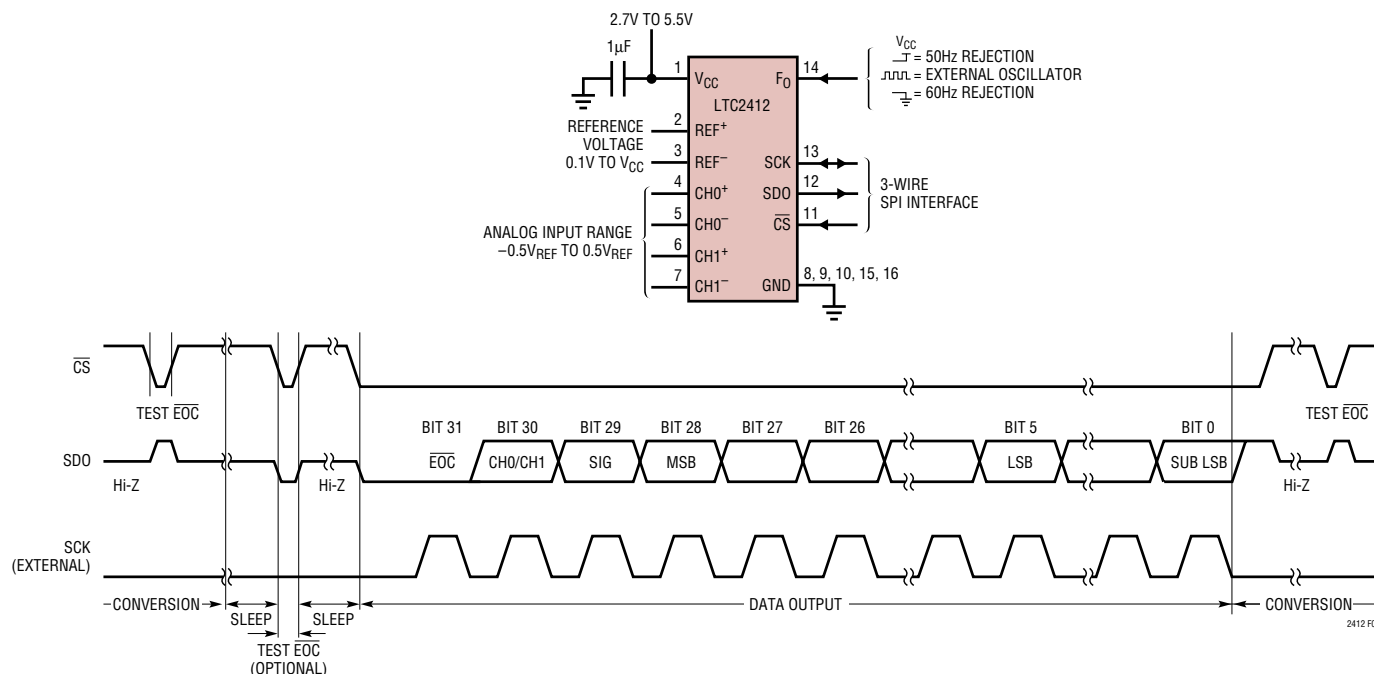 2.7V TO 5.5V
1µF
1
VCC
FO
14
VCC
= 50Hz REJECTION
= EXTERNAL OSCILLATOR
= 60Hz REJECTION
LTC2412
REFERENCE
VOLTAGE
0.1V TO VCC
2
REF+
3
REF–
SCK
13
4
CH0+
SDO
12
3-WIRE
SPI INTERFACE
5
CH0–
CS
11
ANALOG INPUT RANGE
–0.5VREF TO 0.5VREF
6
CH1+
7
CH1–
GND
8, 9, 10, 15, 16
CS
TEST EOC
TEST EOC
BIT 31
BIT 30
BIT 29
BIT 28
BIT 27
BIT 26
BIT 5
BIT 0
SDO
EOC
CH0/CH1
SIG
MSB
LSB
SUB LSB
Hi-Z
Hi-Z
Hi-Z
SCK
(EXTERNAL)
CONVERSION
SLEEP
SLEEP
DATA OUTPUT
CONVERSION
TEST EOC
(OPTIONAL)
2412 F0